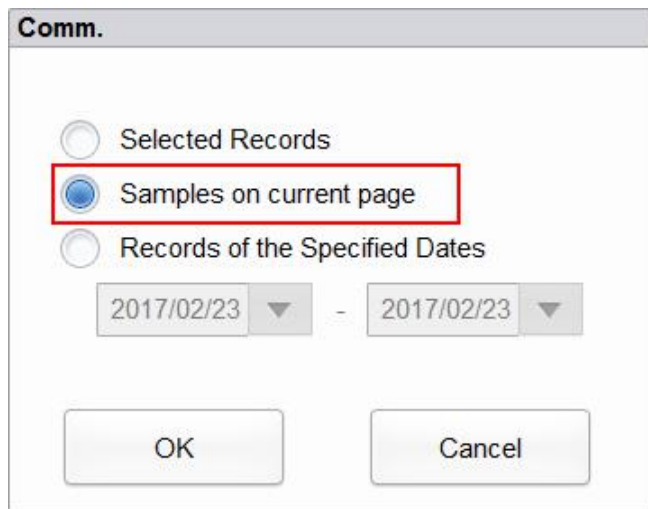 Comm.
Selected Records
Samples on current page
Records of the Specified Dates
2017/02/23 - 2017/02/23
OK Cancel